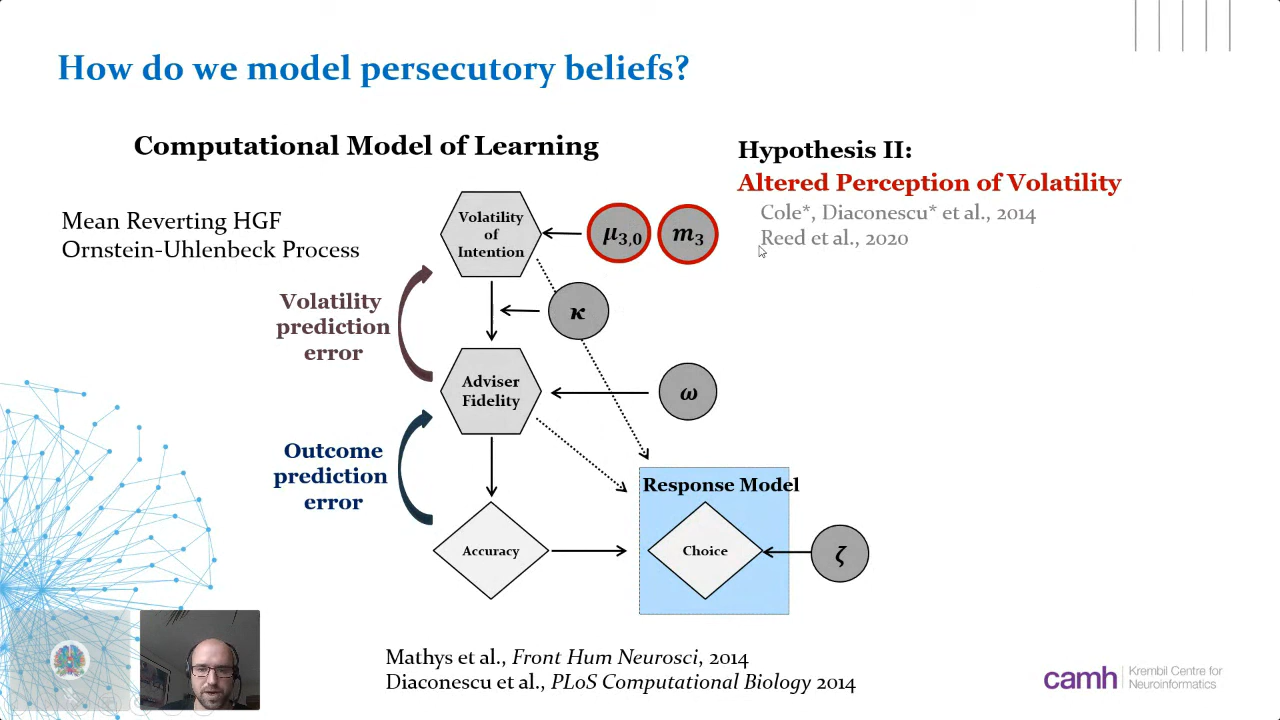 How do we model persecutory beliefs?
Computational Model of Learning
Mean Reverting HGF
Ornstein-Uhlenbeck Process
Volatility
of
Intention
μ3,0
m3
Hypothesis II:
Altered Perception of Volatility
Cole*, Diaconescu* et al., 2014
Reed et al., 2020
Volatility
prediction
error
κ
Adviser
Fidelity
ω
Outcome
prediction
error
Response Model
Accuracy
Choice
ζ
Mathys et al., Front Hum Neurosci, 2014
Diaconescu et al., PLoS Computational Biology 2014
camh
Krembil Centre for
Neuroinformatics